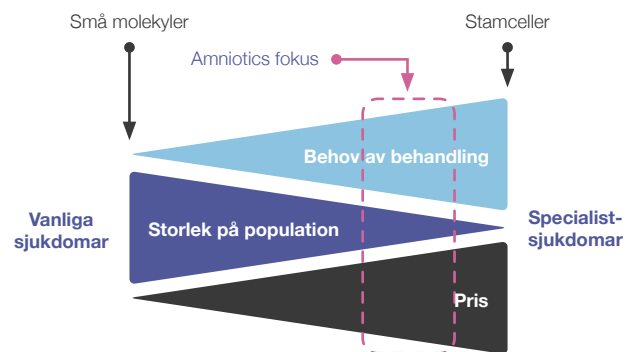 Små molekyler
Stamceller
Amniotics fokus
Behov av behandling
Vanliga
sjukdomar
Storlek på population
Specialist-
sjukdomar
Pris